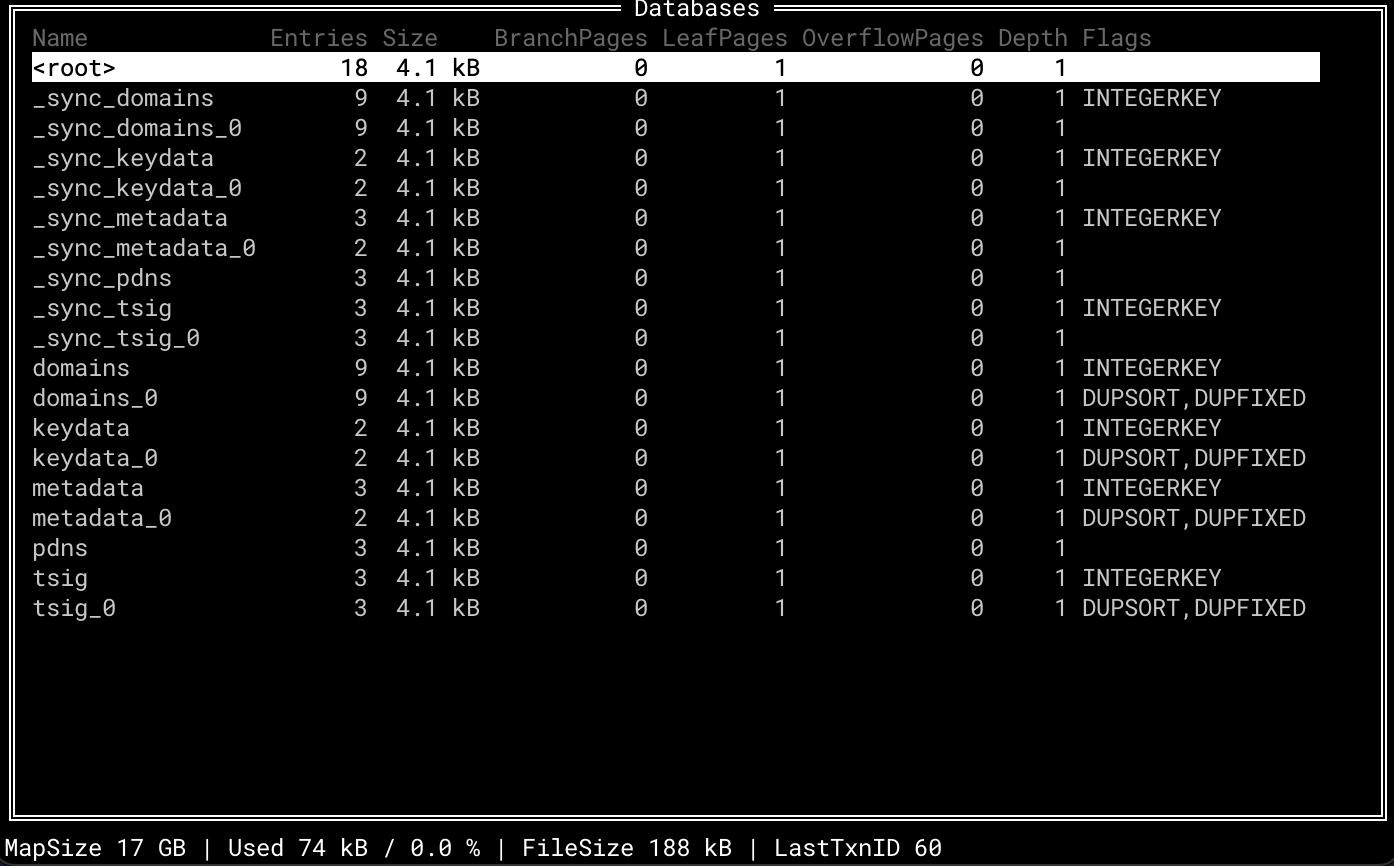 Databases
Name Entries Size BranchPages LeafPages OverflowPages Depth Flags
<root> 18 4.1 kB 0 1 0 1
_sync_domains 9 4.1 kB 0 1 0 1 INTEGERKEY
_sync_domains_0 9 4.1 kB 0 1 0 1
_sync_keydata 2 4.1 kB 0 1 0 1 INTEGERKEY
_sync_keydata_0 2 4.1 kB 0 1 0 1
_sync_metadata 3 4.1 kB 0 1 0 1 INTEGERKEY
_sync_metadata_0 2 4.1 kB 0 1 0 1
_sync_pdns 3 4.1 kB 0 1 0 1
_sync_tsig 3 4.1 kB 0 1 0 1 INTEGERKEY
_sync_tsig_0 3 4.1 kB 0 1 0 1
domains 9 4.1 kB 0 1 0 1 INTEGERKEY
domains_0 9 4.1 kB 0 1 0 1 DUPSORT,DUPFIXED
keydata 2 4.1 kB 0 1 0 1 INTEGERKEY
keydata_0 2 4.1 kB 0 1 0 1 DUPSORT,DUPFIXED
metadata 3 4.1 kB 0 1 0 1 INTEGERKEY
metadata_0 2 4.1 kB 0 1 0 1 DUPSORT,DUPFIXED
pdns 3 4.1 kB 0 1 0 1
tsig 3 4.1 kB 0 1 0 1 INTEGERKEY
tsig_0 3 4.1 kB 0 1 0 1 DUPSORT,DUPFIXED
MapSize 17 GB | Used 74 kB / 0.0 % | FileSize 188 kB | LastTxnID 60